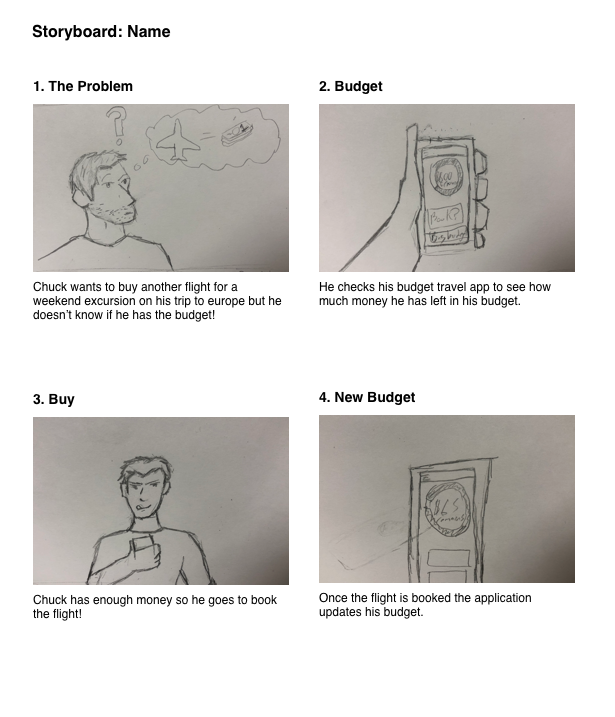 Storyboard: Name
1. The Problem
?
=
Chuck wants to buy another flight for a
weekend excursion on his trip to europe but he
doesn't know if he has the budget!
2. Budget
600
Book?
He checks his budget travel app to see how
much money he has left in his budget.
3. Buy
Chuck has enough money so he goes to book
the flight!
4. New Budget
Once the flight is booked the application
updates his budget.